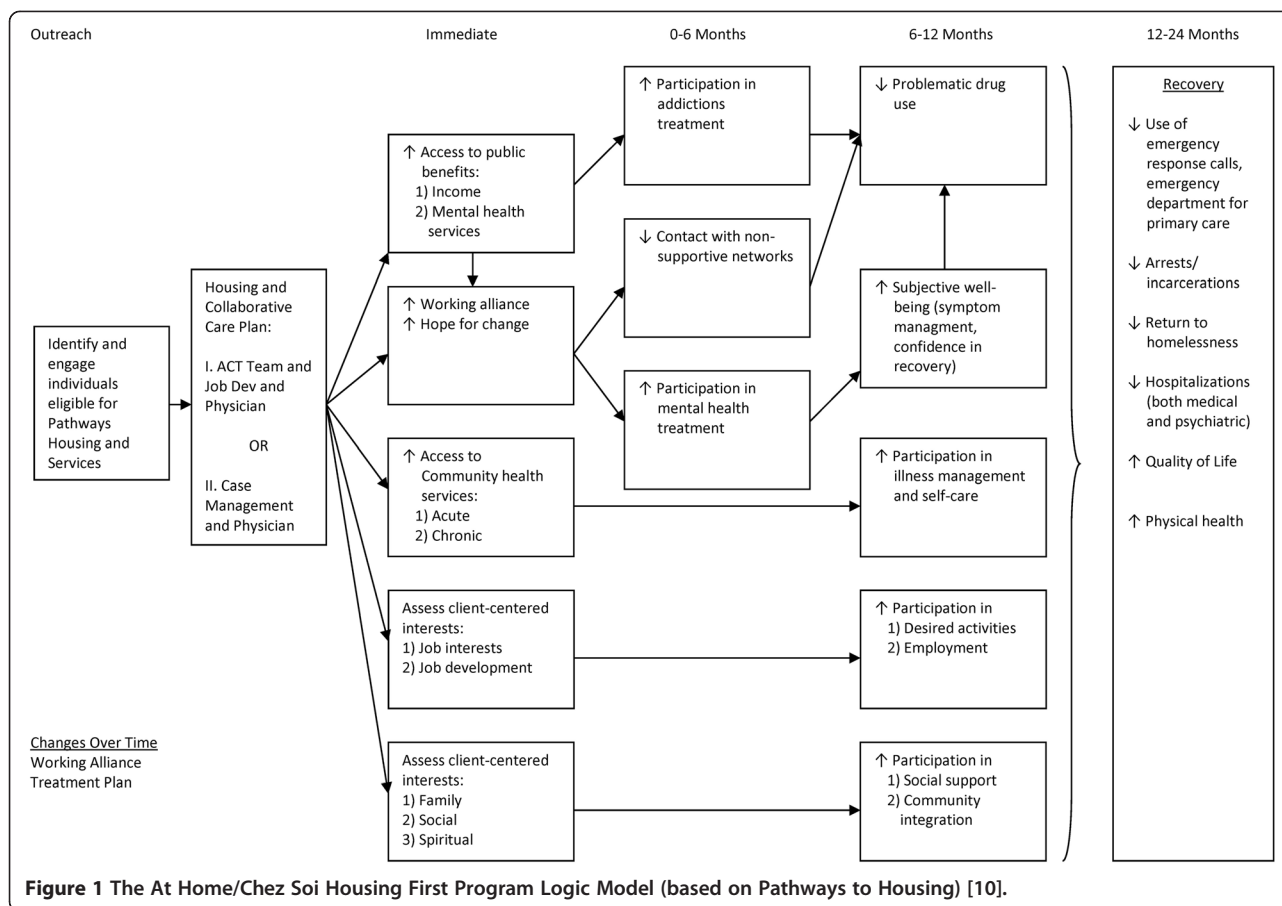 Outreach
Immediate
0-6 Months
6-12 Months
12-24 Months
Identify and
engage
individuals
eligible for
Pathways
Housing and
Services
Housing and
Collaborative
Care Plan:
I. ACT Team and
Job Dev and
Physician
OR
II. Case
Management
and Physician
↑ Access to public
benefits:
1) Income
2) Mental health
services
↑ Working alliance
↑ Hope for change
↑ Access to
Community health
services:
1) Acute
2) Chronic
Assess client-centered
interests:
1) Job interests
2) Job development
Assess client-centered
interests:
1) Family
2) Social
3) Spiritual
↑ Participation in
addictions
treatment
↓ Contact with non-
supportive networks
↑ Participation in
mental health
treatment
↓ Problematic drug
use
↑ Subjective well-
being (symptom
managment,
confidence in
recovery)
↑ Participation in
illness management
and self-care
↑ Participation in
1) Desired activities
2) Employment
↑ Participation in
1) Social support
2) Community
integration
Recovery
↓ Use of
emergency
response calls,
emergency
department for
primary care
↓ Arrests/
incarcerations
↓ Return to
homelessness
↓ Hospitalizations
(both medical
and psychiatric)
↑ Quality of Life
↑ Physical health
Changes Over Time
Working Alliance
Treatment Plan
Figure 1 The At Home/Chez Soi Housing First Program Logic Model (based on Pathways to Housing) [10].